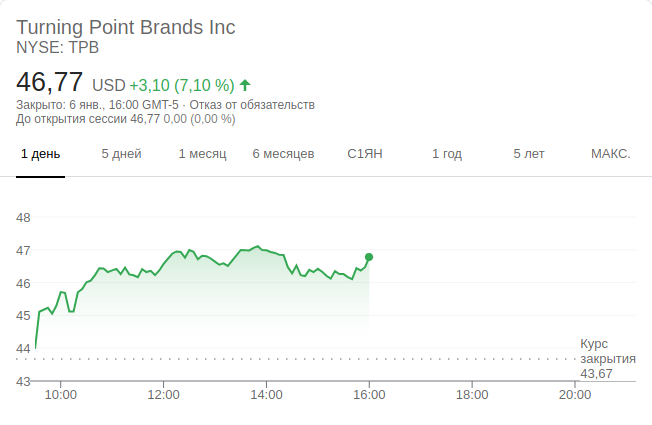 Turning Point Brands Inc
NYSE: TPB
46,77 USD +3,10 (7,10 %)
Закрыто: 6 янв., 16:00 GMT-5 · Отказ от обязательств
До открытия сессии 46,77 0,00 (0,00 %)
1 день 5 дней 1 месяц 6 месяцев С1ЯН 1 год 5 лет МАКС.
48
47
46
45
44
Курс
закрытия
43,67
43
10:00 12:00 14:00 16:00 18:00 20:00